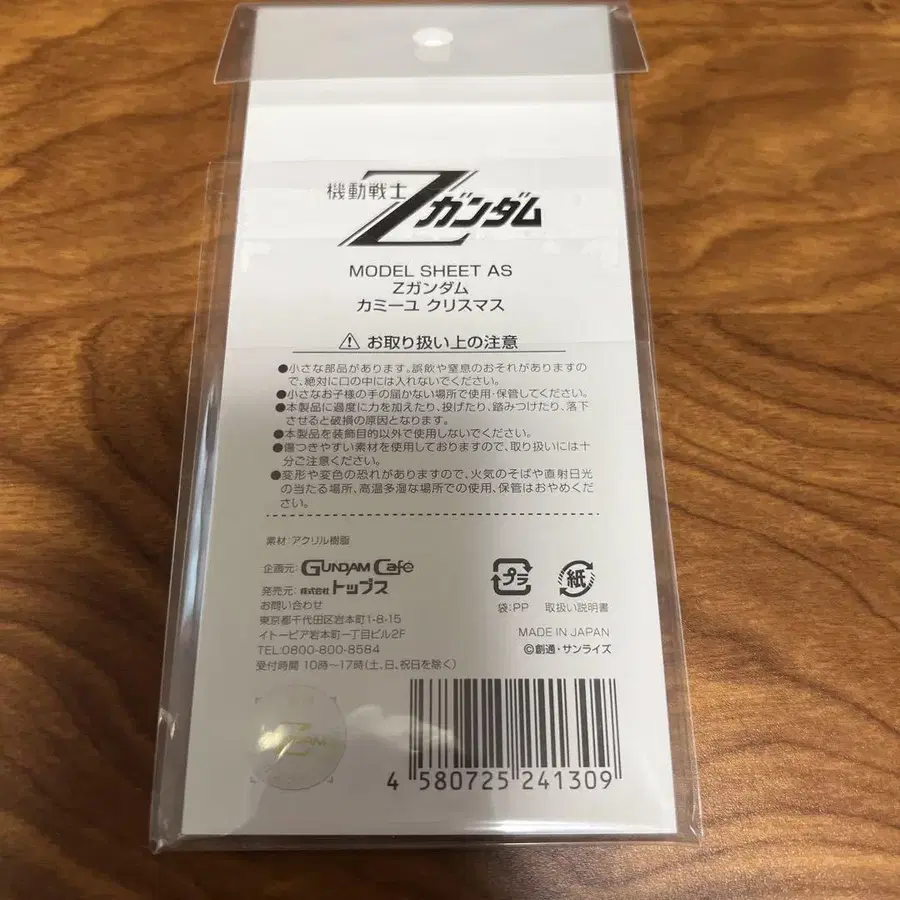 機動戦士Zガンダム
MODEL SHEET AS
Zガンダム
カミーユ クリスマス
⚠ お取り扱い上の注意
●小さな部品があります。誤飲や窒息のおそれがありますの
で、絶対に口の中には入れないでください。
●小さなお子様の手の届かない場所で使用・保管してください。
●本製品に過度に力を加えたり、投げたり、踏みつけたり、落下
させると破損の原因となります。
●本製品を装飾目的以外で使用しないでください。
●傷つきやすい素材を使用しておりますので、取り扱いには十
分ご注意ください。
●変形や変色の恐れがありますので、火気のそばや直射日光
の当たる場所、高温多湿な場所での使用、保管はおやめくだ
さい。
素材:アクリル樹脂
企画元: GUNDAM Café
発売元: 株式会社トップス
お問い合わせ
東京都千代田区岩本町1-8-15
イトーピア岩本町一丁目ビル2F
TEL:0800-800-8584
受付時間 10時〜17時(土、日、祝日を除く)
プラ
袋:PP
紙
取扱い説明書
MADE IN JAPAN
©創通・サンライズ
4 580725 241309